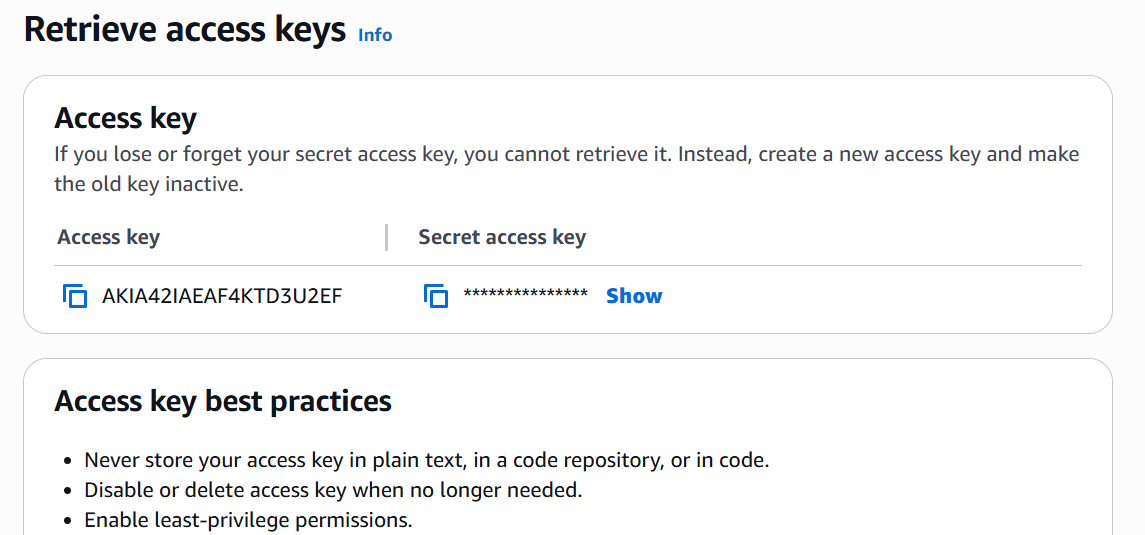 Retrieve access keys Info
Access key
If you lose or forget your secret access key, you cannot retrieve it. Instead, create a new access key and make
the old key inactive.
Access key Secret access key
AKIA42IAEAF4KTD3U2EF *************** Show
Access key best practices
• Never store your access key in plain text, in a code repository, or in code.
• Disable or delete access key when no longer needed.
• Enable least-privilege permissions.